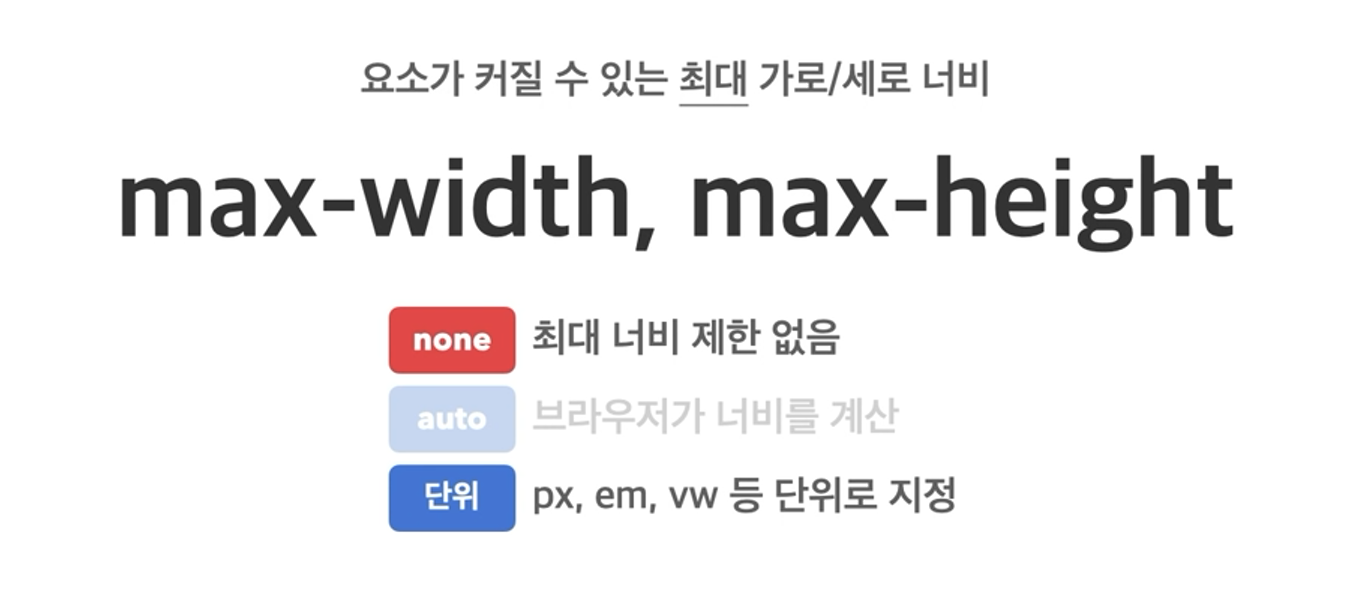 요소가 커질 수 있는 최대 가로/세로 너비
max-width, max-height
none 최대 너비 제한 없음
auto 브라우저가 너비를 계산
단위 px, em, vw 등 단위로 지정